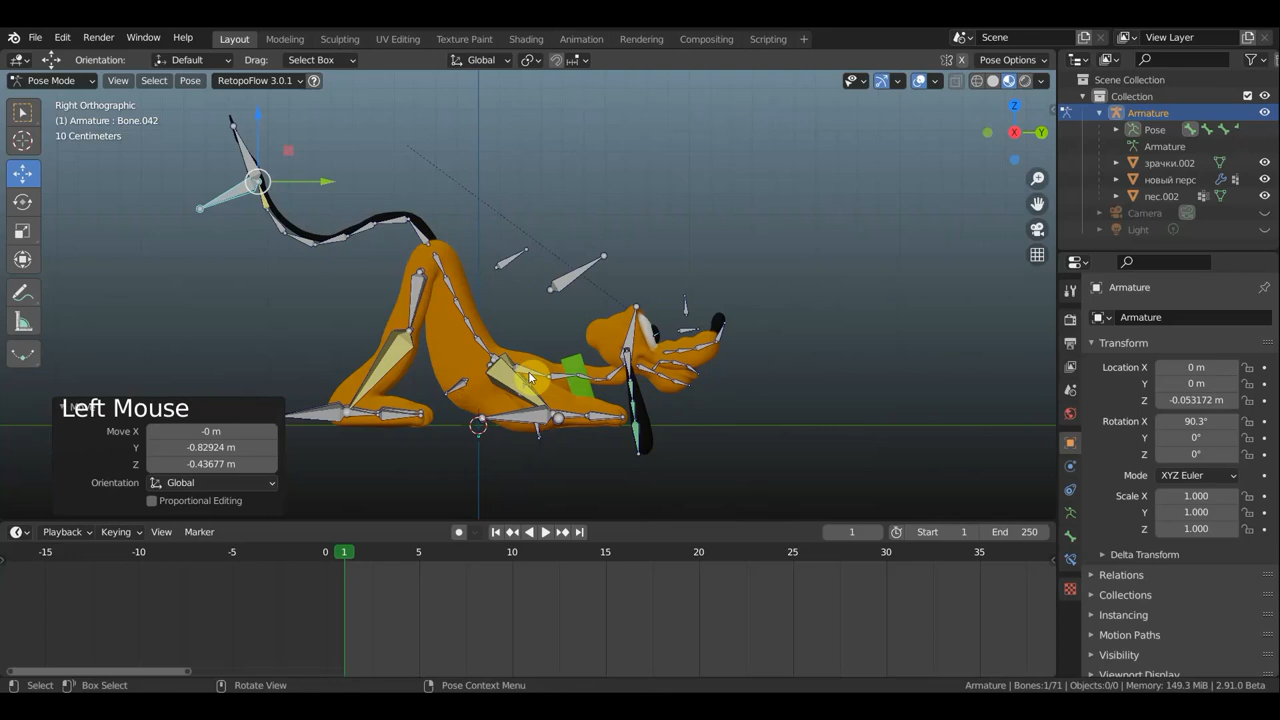 File Edit Render Window Help Layout Modeling Sculpting UV Editing Texture Paint Shading Animation Rendering Compositing Scripting + Scene View Layer
Orientation: Default Drag: Select Box Global X Pose Options
Pose Mode View Select Pose RetopoFlow 3.0.1 ?
Right Orthographic
(1) Armature : Bone.042
10 Centimeters
Z
X
Y
Left Mouse
Move X -0 m
Y -0.82924 m
Z -0.43677 m
Orientation Global
Proportional Editing
Scene Collection
Collection
Armature
Pose
Armature
зрачки.002
новый перс
пес.002
Camera
Light
Armature
Armature
Transform
Location X 0 m
Y 0 m
Z -0.053172 m
Rotation X 90.3°
Y 0°
Z 0°
Mode XYZ Euler
Scale X 1.000
Y 1.000
Z 1.000
Delta Transform
Relations
Collections
Instancing
Motion Paths
Visibility
Viewport Display
Playback Keying View Marker 1 Start 1 End 250
-15 -10 -5 0 1 5 10 15 20 25 30 35
Select Box Select Rotate View Pose Context Menu Armature | Bones:1/71 | Objects:0/0 | Memory: 149.3 MiB | 2.91.0 Beta